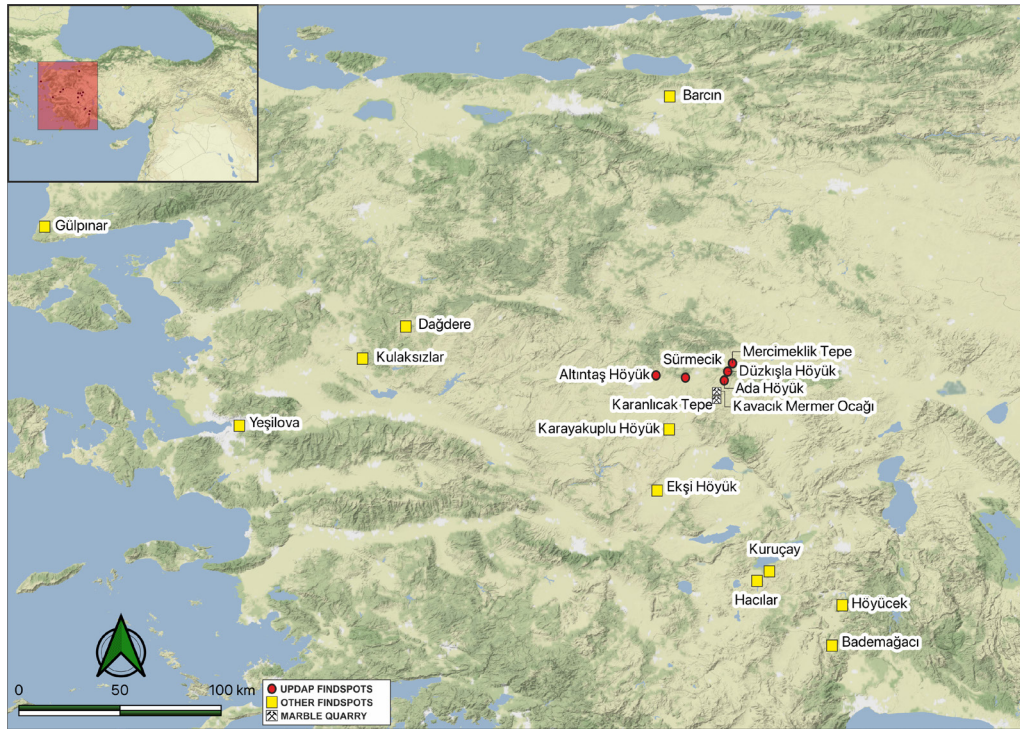 Barcın
Gülpınar
Dağdere
Kulaksızlar
Mercimeklik Tepe
Sürmecik
Altıntaş Höyük
Düzkışla Höyük
Ada Höyük
Karanlıcak Tepe
Kavacık Mermer Ocağı
Yeşilova
Karayakuplu Höyük
Ekşi Höyük
Kuruçay
Hacılar
Höyücek
Bademağacı
0 50 100 km
UPDAP FINDSPOTS
OTHER FINDSPOTS
MARBLE QUARRY